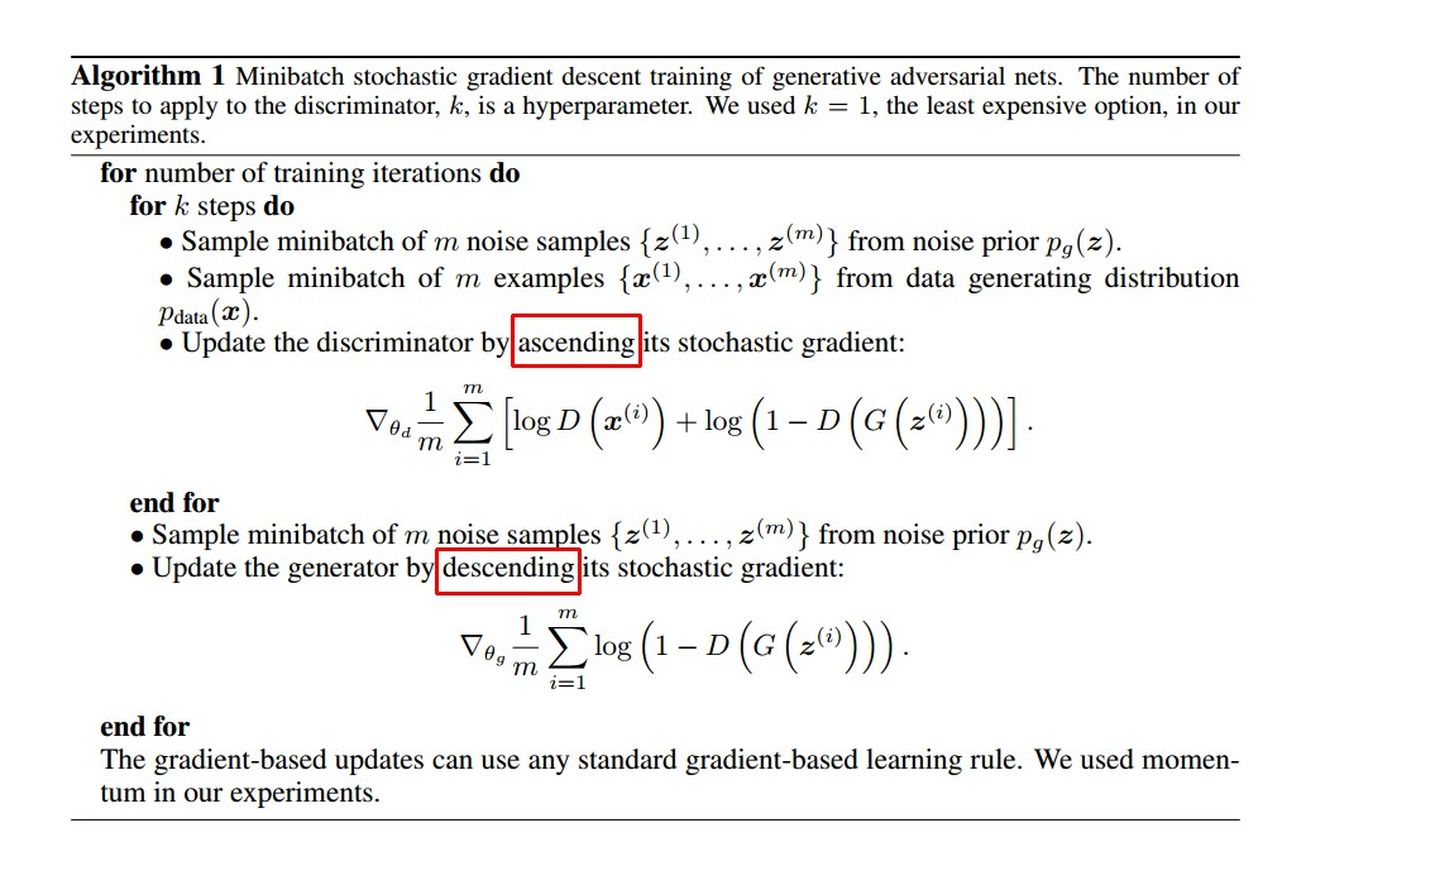 Algorithm 1 Minibatch stochastic gradient descent training of generative adversarial nets. The number of
steps to apply to the discriminator, k, is a hyperparameter. We used k = 1, the least expensive option, in our
experiments.
for number of training iterations do
for k steps do
• Sample minibatch of m noise samples {z^(1), . . . , z^(m)} from noise prior p_g(z).
• Sample minibatch of m examples {x^(1), . . . , x^(m)} from data generating distribution
p_data(x).
• Update the discriminator by ascending its stochastic gradient:
∇_{θ_d} \frac{1}{m} ∑_{i=1}^{m} [log D (x^(i)) + log (1 − D (G (z^(i))))] .
end for
• Sample minibatch of m noise samples {z^(1), . . . , z^(m)} from noise prior p_g(z).
• Update the generator by descending its stochastic gradient:
∇_{θ_g} \frac{1}{m} ∑_{i=1}^{m} log (1 − D (G (z^(i)))) .
end for
The gradient-based updates can use any standard gradient-based learning rule. We used momen-
tum in our experiments.